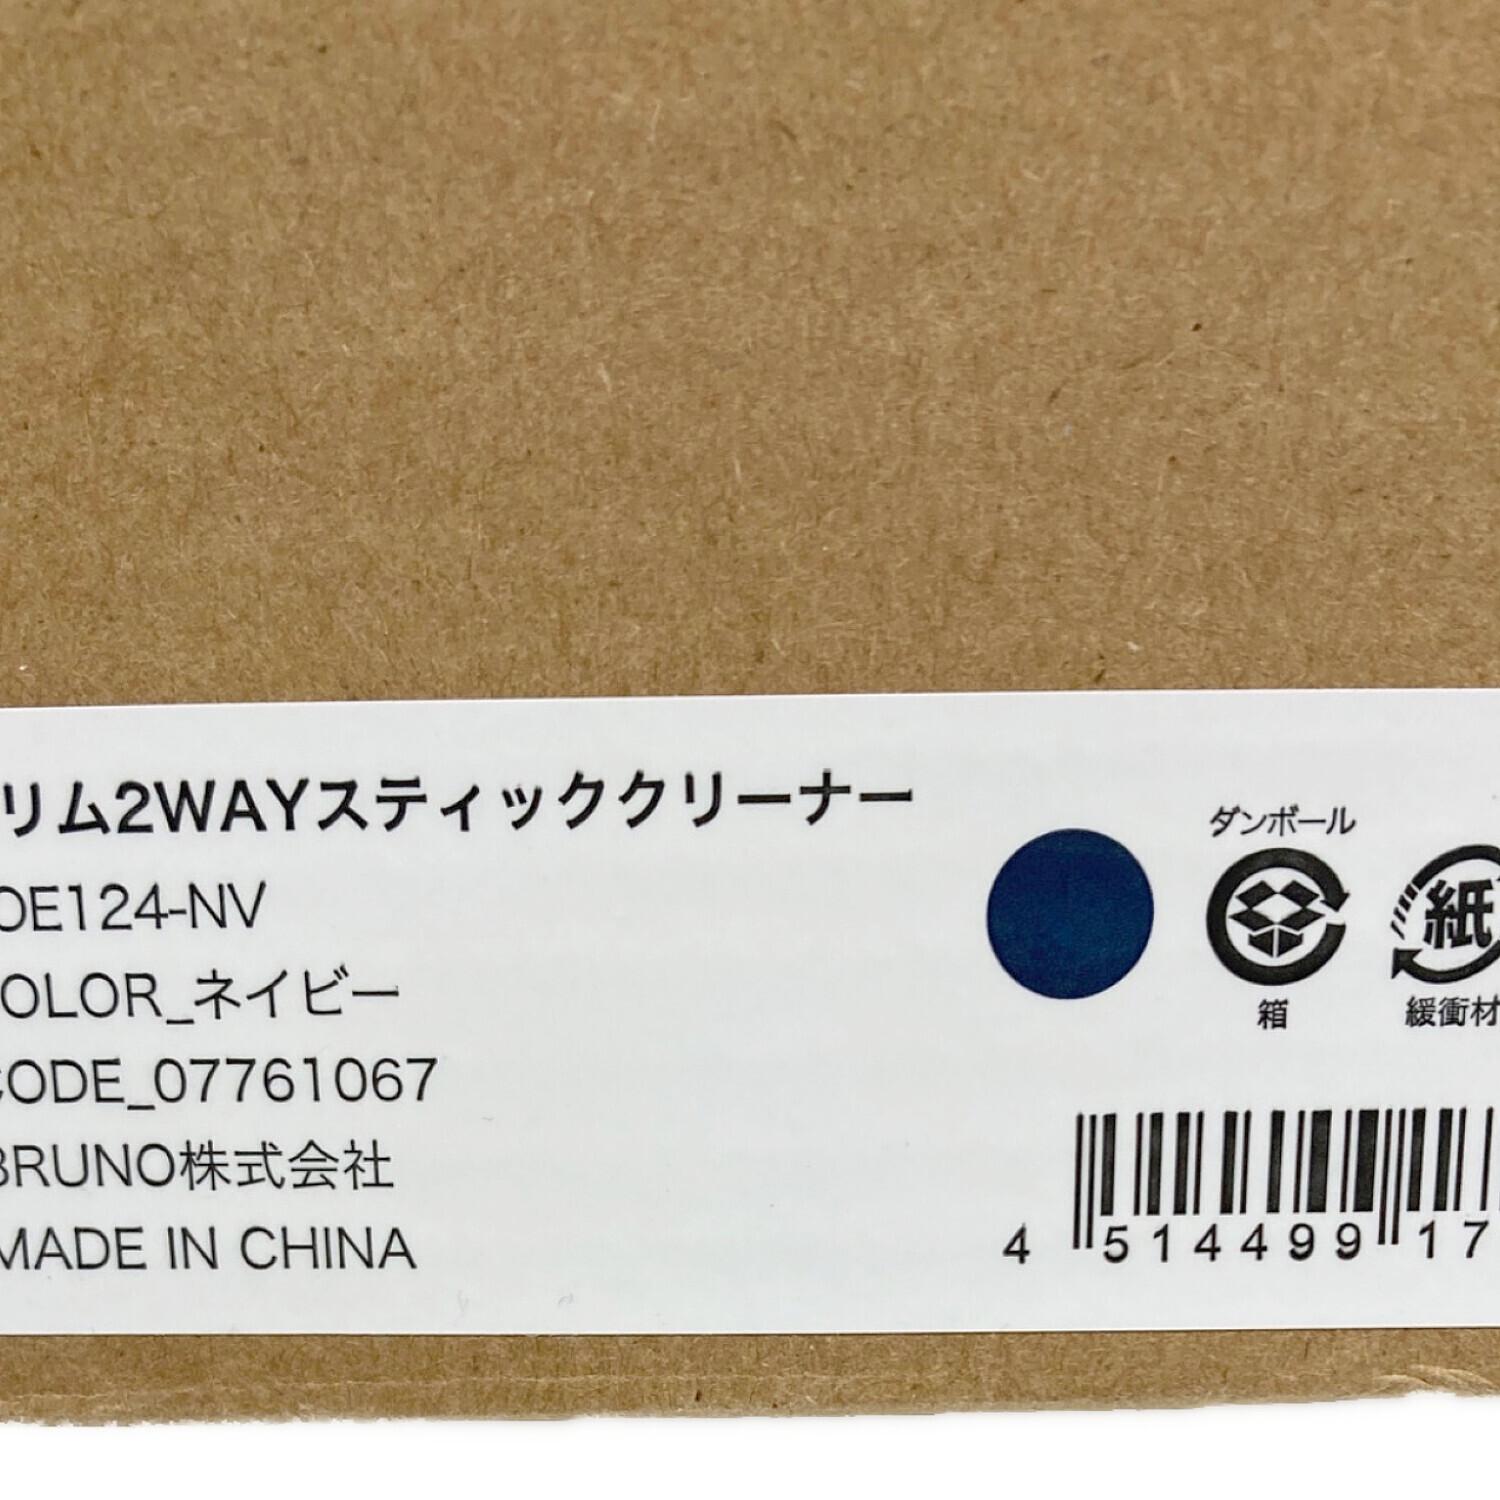 リム2WAYスティッククリーナー
OE124-NV
OLOR_ネイビー
CODE_07761067
BRUNO株式会社
MADE IN CHINA
ダンボール
箱
紙
緩衝材
4 514499 17